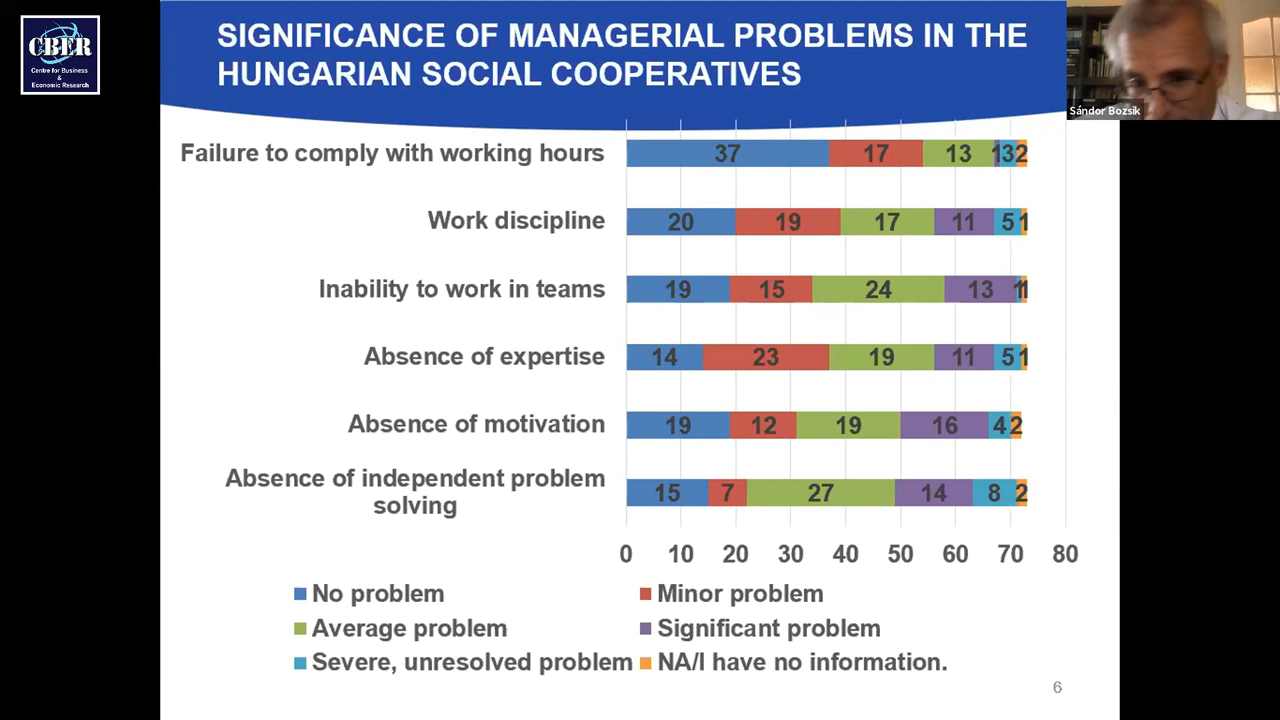 CBER
Centre for Business
&
Economic Research
SIGNIFICANCE OF MANAGERIAL PROBLEMS IN THE
HUNGARIAN SOCIAL COOPERATIVES
Sándor Bozsik
Failure to comply with working hours 37 17 13 1 3 2
Work discipline 20 19 17 11 5 1
Inability to work in teams 19 15 24 13 1 1
Absence of expertise 14 23 19 11 5 1
Absence of motivation 19 12 19 16 4 2
Absence of independent problem
solving 15 7 27 14 8 2
0 10 20 30 40 50 60 70 80
No problem Minor problem
Average problem Significant problem
Severe, unresolved problem NA/I have no information.
6